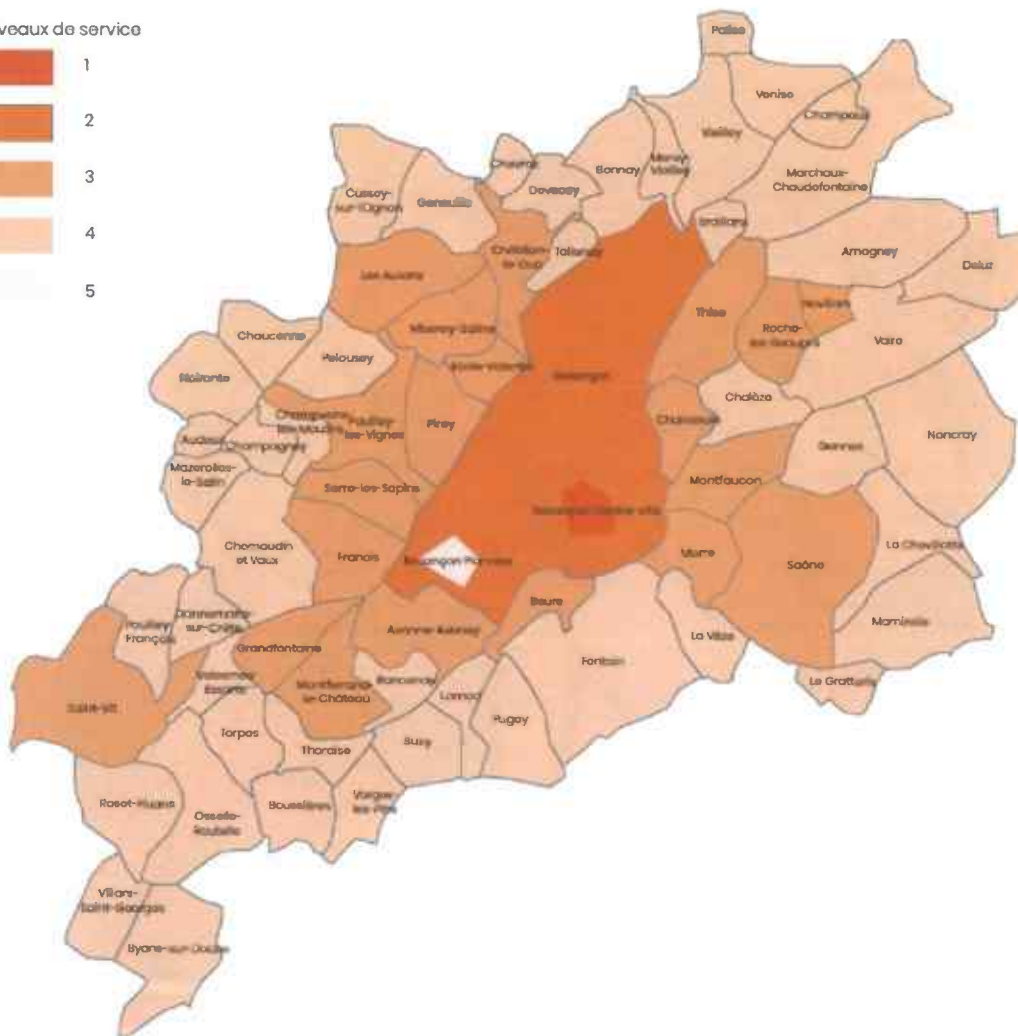 veaux de service
1
2
3
4
5
Palise
Venise
Champoux
Vieilley
Merey-
Vieilley
Bonnay
Marchaux-
Chaudefontaine
Devecey
Cussey-
sur-l'Ognon
Geneuille
Châtillon-
le-Duc
Tallenay
Braillans
Amagney
Deluz
Les Auxons
Miserey-Salines
Thise
Roche-
lez-Beaupré
Novillars
Vaire
Chaucenne
Pelousey
École-Valentin
Noironte
Besançon
Chalezeule
Chalèze
Nancray
Champvans-
les-Moulins
Pouilley-
les-Vignes
Pirey
Audeux
Champagney
Gennes
Mazerolles-
le-Salin
Serre-les-Sapins
Montfaucon
Besançon Centre ville
Chemaudin
et Vaux
Franois
Besançon Planoise
Morre
Saône
La Chevillotte
Dannemarie-
sur-Crète
Pouilley-
Français
Avanne-Aveney
Beure
Mamirolle
La Vèze
Fontain
Grandfontaine
Rancenay
Le Gratteris
Saint-Vit
Montferrand-
le-Château
Larnod
Pugey
Torpes
Thoraise
Busy
Roset-Fluans
Osselle-
Routelle
Boussières
Vorges-
les-Pins
Villars-
Saint-Georges
Byans-sur-Doubs